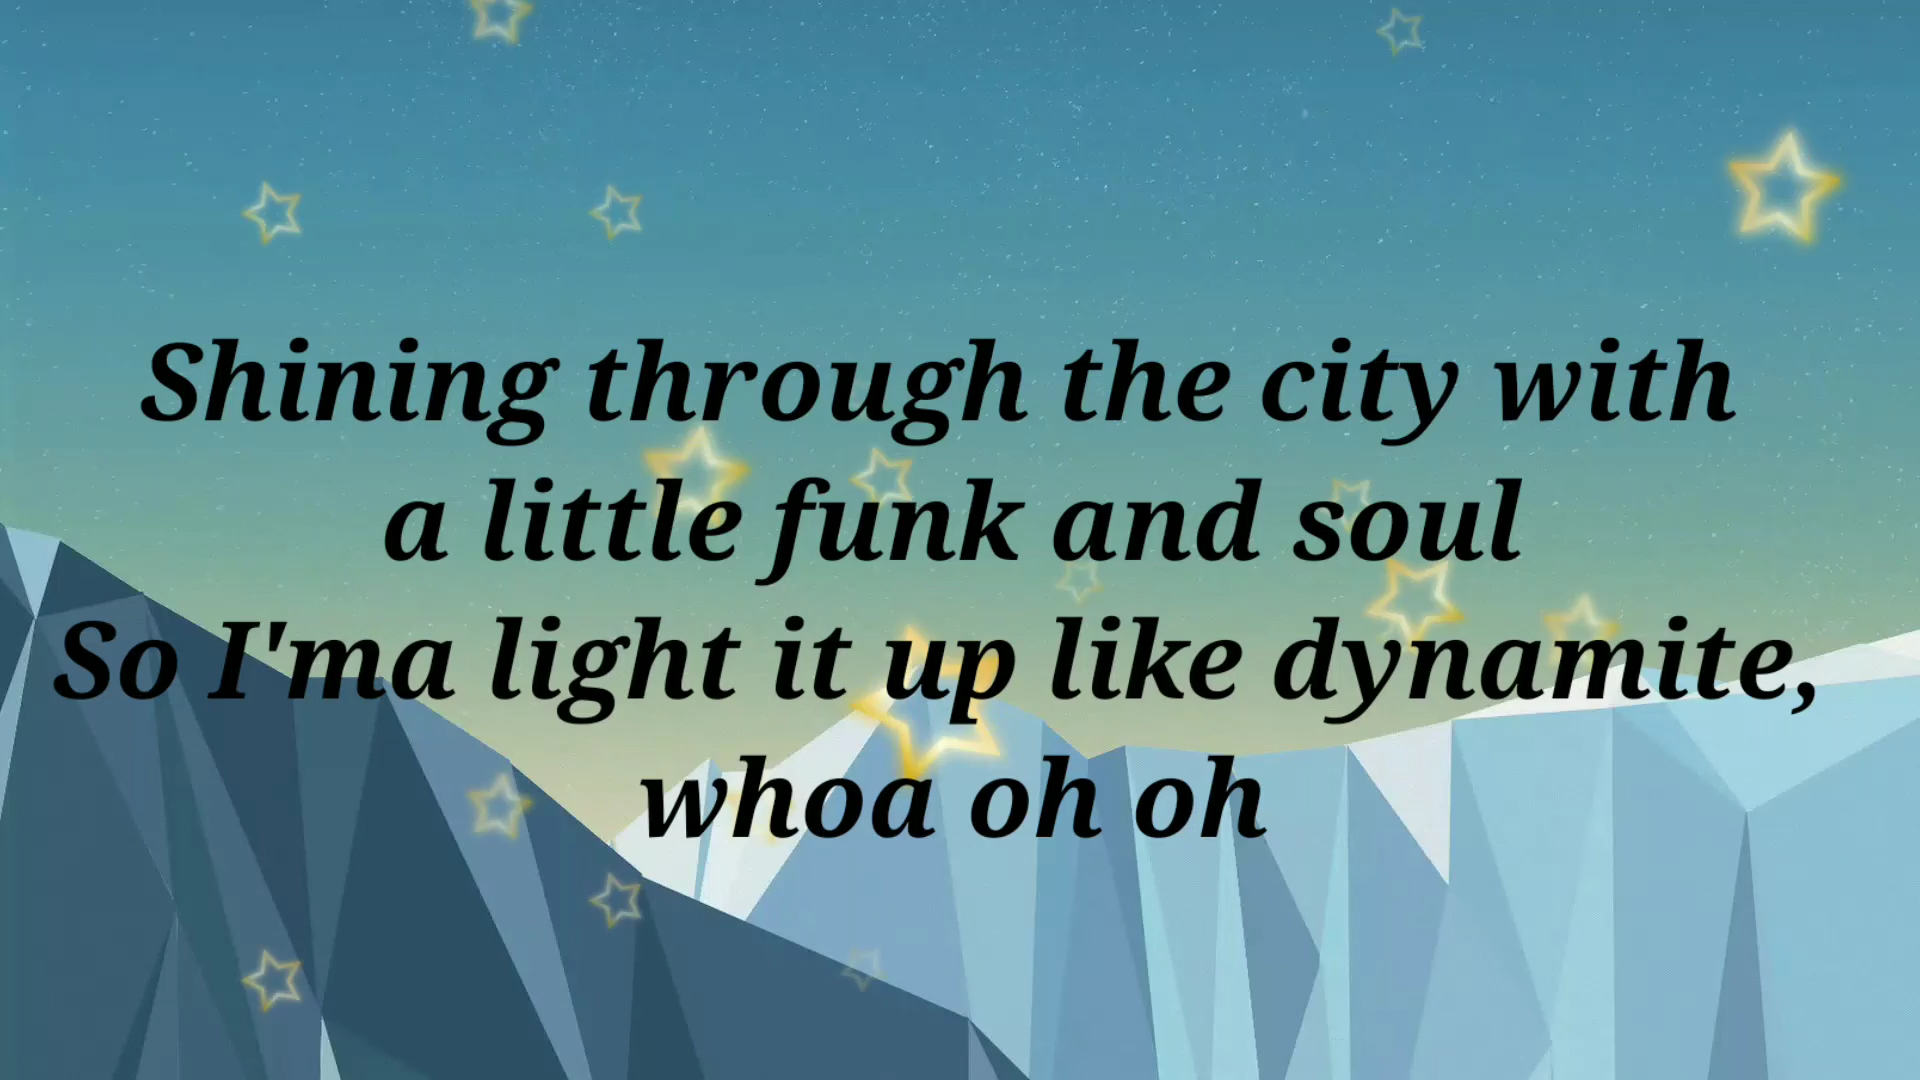 Shining through the city with
a little funk and soul
So I'ma light it up like dynamite,
whoa oh oh